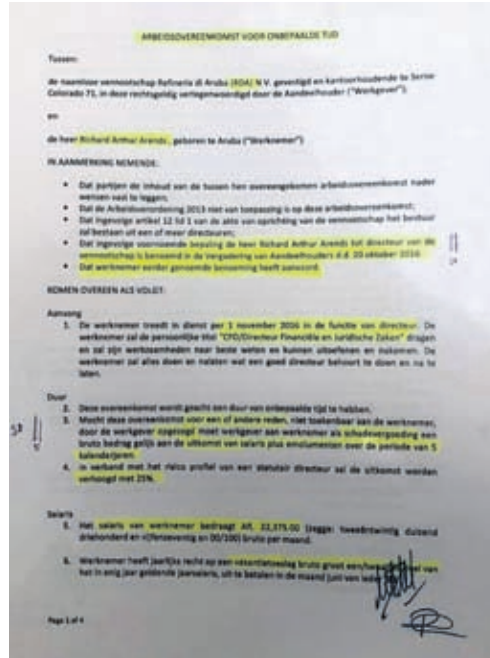 ARBEIDSOVEREENKOMST VOOR ONBEPAALDE TIJD
Tussen:
de naamloze vennootschap Refineria di Aruba (RDA) N.V. gevestigd en kantoorhoudende te Seroe
Colorado 71, in deze rechtsgeldig vertegenwoordigd door de Aandeelhouder ("Werkgever")
en
de heer Richard Arthur Arends, geboren te Aruba ("Werknemer")
IN AANMERKING NEMENDE:
• Dat partijen de inhoud van de tussen hen overeengekomen arbeidsovereenkomst nader
wensen vast te leggen;
• Dat de Arbeidsverordening 2013 niet van toepassing is op deze arbeidsovereenkomst;
• Dat ingevolge artikel 12 lid 1 van de akte van oprichting van de vennootschap het bestuur
zal bestaan uit een of meer directeuren;
• Dat ingevolge voornoemde bepaling de heer Richard Arthur Arends tot directeur van de
vennootschap is benoemd in de Vergadering van Aandeelhouders d.d. 20 oktober 2016
• Dat werknemer eerder genoemde benoeming heeft aanvaard.
KOMEN OVEREEN ALS VOLGT:
Aanvang
1. De werknemer treedt in dienst per 1 november 2016 in de functie van directeur. De
werknemer zal de persoonlijke titel "CFO/Directeur Financiële en Juridische Zaken" dragen
en zal zijn werkzaamheden naar beste weten en kunnen uitoefenen en nakomen. De
werknemer zal alles doen en nalaten wat een goed directeur behoort te doen en na te
laten.
Duur
2. Deze overeenkomst wordt geacht een duur van onbepaalde tijd te hebben.
3. Mocht deze overeenkomst voor een of andere reden, niet toekenbaar aan de werknemer,
door de werkgever opgezegd moet werkgever aan werknemer als schadevergoeding een
bruto bedrag gelijk aan de uitkomst van salaris plus emolumenten over de periode van 5
kalenderjaren.
4. In verband met het risico profiel van een statutair directeur zal de uitkomst worden
verhoogd met 25%.
Salaris
5. Het salaris van werknemer bedraagt Afl. 22,375.00 (zegge: tweeëntwintig duizend
driehonderd en vijfenzeventig en 00/100) bruto per maand.
6. Werknemer heeft jaarlijks recht op een vakantietoeslag bruto groot een/ van
het in enig jaar geldende jaarsalaris, uit te betalen in de maand juni van ieder
Page 1 of 4